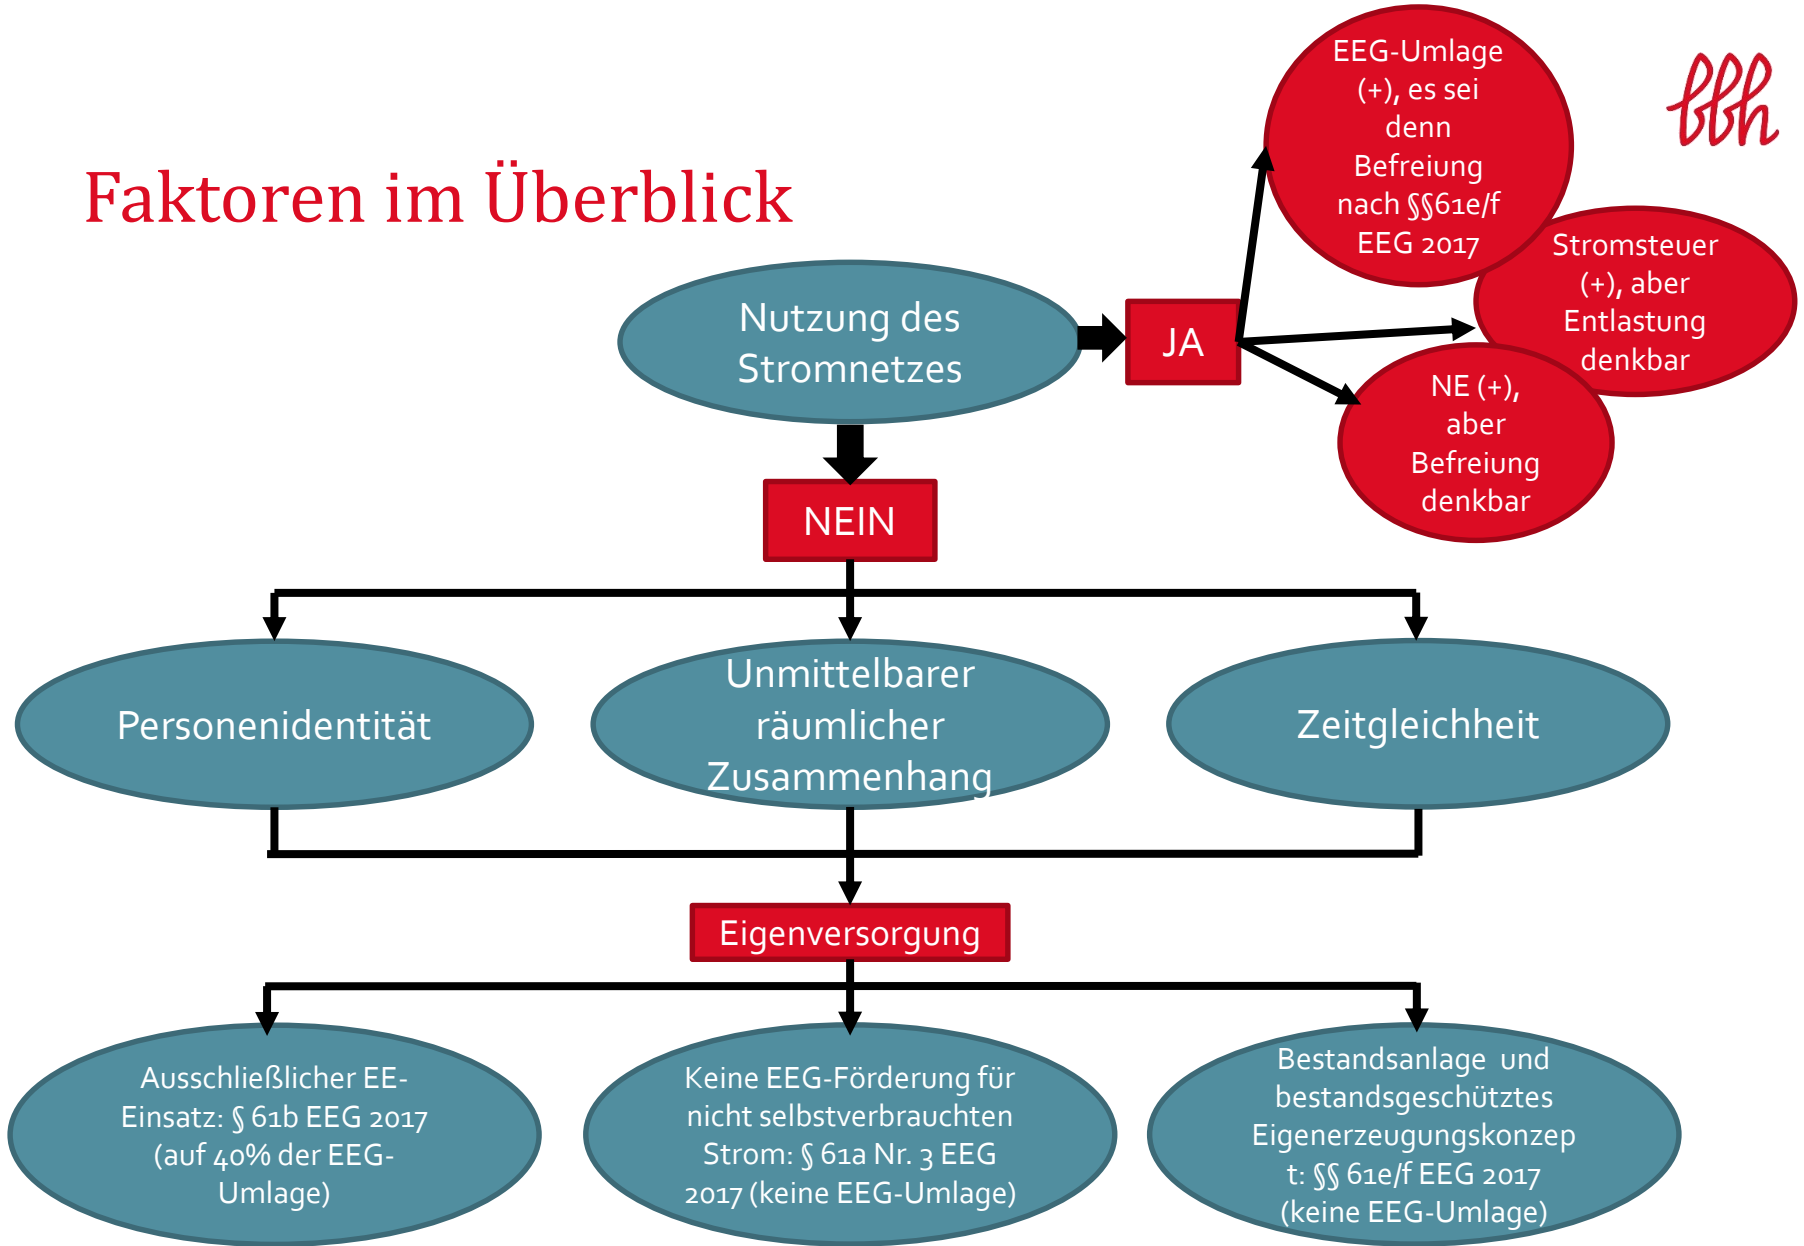 Faktoren im Überblick
bbh
EEG-Umlage
(+), es sei
denn
Befreiung
nach §§61e/f
EEG 2017
Stromsteuer
(+), aber
Entlastung
denkbar
NE (+),
aber
Befreiung
denkbar
Nutzung des
Stromnetzes
JA
NEIN
Personenidentität
Unmittelbarer
räumlicher
Zusammenhang
Zeitgleichheit
Eigenversorgung
Ausschließlicher EE-
Einsatz: § 61b EEG 2017
(auf 40% der EEG-
Umlage)
Keine EEG-Förderung für
nicht selbstverbrauchten
Strom: § 61a Nr. 3 EEG
2017 (keine EEG-Umlage)
Bestandsanlage und
bestandsgeschütztes
Eigenerzeugungskonzep
t: §§ 61e/f EEG 2017
(keine EEG-Umlage)